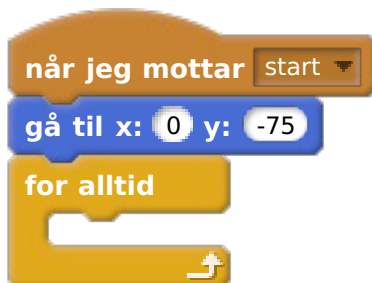 når jeg mottar start
gå til x: 0 y: -75
for alltid